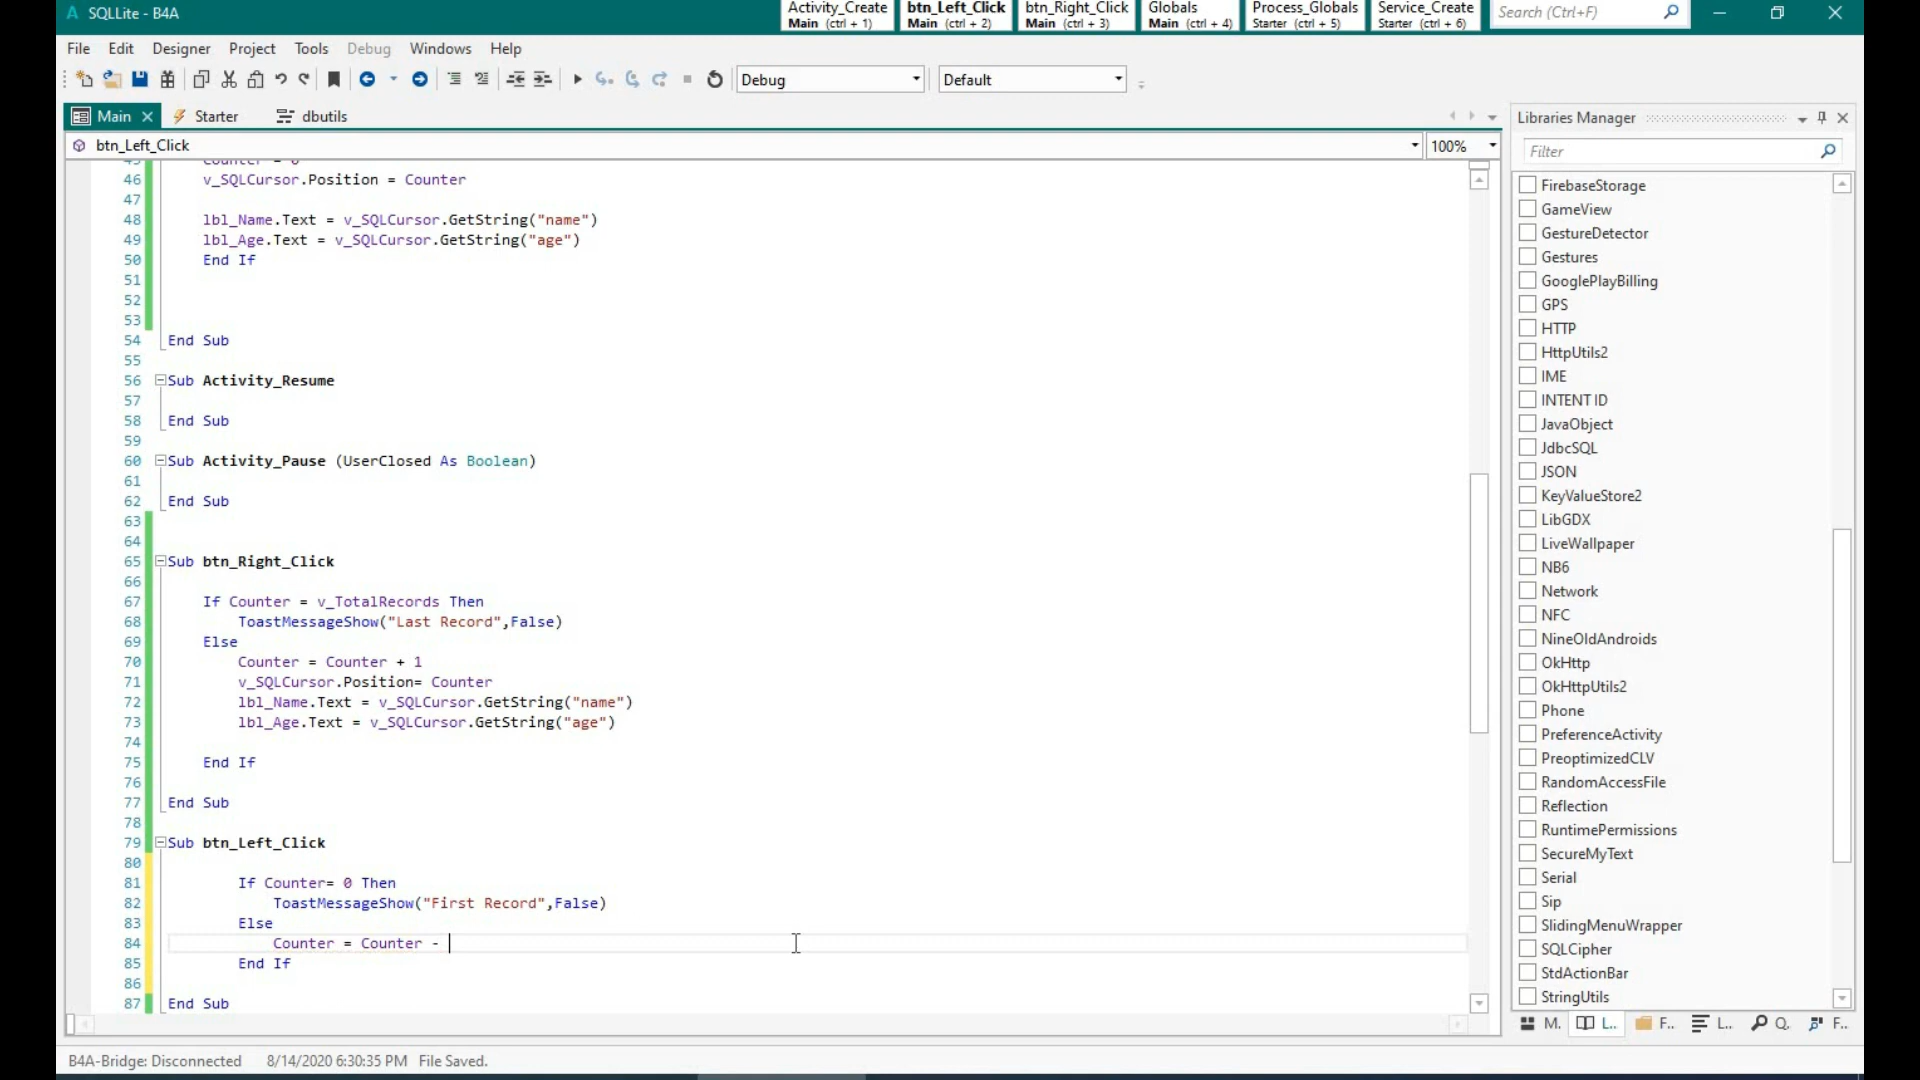 SQLLite - B4A
Activity_Create
Main (ctrl + 1)
btn_Left_Click
Main (ctrl + 2)
btn_Right_Click
Main (ctrl + 3)
Globals
Main (ctrl + 4)
Process_Globals
Starter (ctrl + 5)
Service_Create
Starter (ctrl + 6)
Search (Ctrl+F)
File Edit Designer Project Tools Debug Windows Help
Debug
Default
Main
Starter
dbutils
btn_Left_Click
100%
45 Counter = 0
46 v_SQLCursor.Position = Counter
47
48 lbl_Name.Text = v_SQLCursor.GetString("name")
49 lbl_Age.Text = v_SQLCursor.GetString("age")
50 End If
51
52
53
54 End Sub
55
56 Sub Activity_Resume
57
58 End Sub
59
60 Sub Activity_Pause (UserClosed As Boolean)
61
62 End Sub
63
64
65 Sub btn_Right_Click
66
67 If Counter = v_TotalRecords Then
68 ToastMessageShow("Last Record",False)
69 Else
70 Counter = Counter + 1
71 v_SQLCursor.Position= Counter
72 lbl_Name.Text = v_SQLCursor.GetString("name")
73 lbl_Age.Text = v_SQLCursor.GetString("age")
74
75 End If
76
77 End Sub
78
79 Sub btn_Left_Click
80
81 If Counter= 0 Then
82 ToastMessageShow("First Record",False)
83 Else
84 Counter = Counter -
85 End If
86
87 End Sub
Libraries Manager
Filter
FirebaseStorage
GameView
GestureDetector
Gestures
GooglePlayBilling
GPS
HTTP
HttpUtils2
IME
INTENT ID
JavaObject
JdbcSQL
JSON
KeyValueStore2
LibGDX
LiveWallpaper
NB6
Network
NFC
NineOldAndroids
OkHttp
OkHttpUtils2
Phone
PreferenceActivity
PreoptimizedCLV
RandomAccessFile
Reflection
RuntimePermissions
SecureMyText
Serial
Sip
SlidingMenuWrapper
SQLCipher
StdActionBar
StringUtils
M. L.. F.. L.. Q. F..
B4A-Bridge: Disconnected 8/14/2020 6:30:35 PM File Saved.